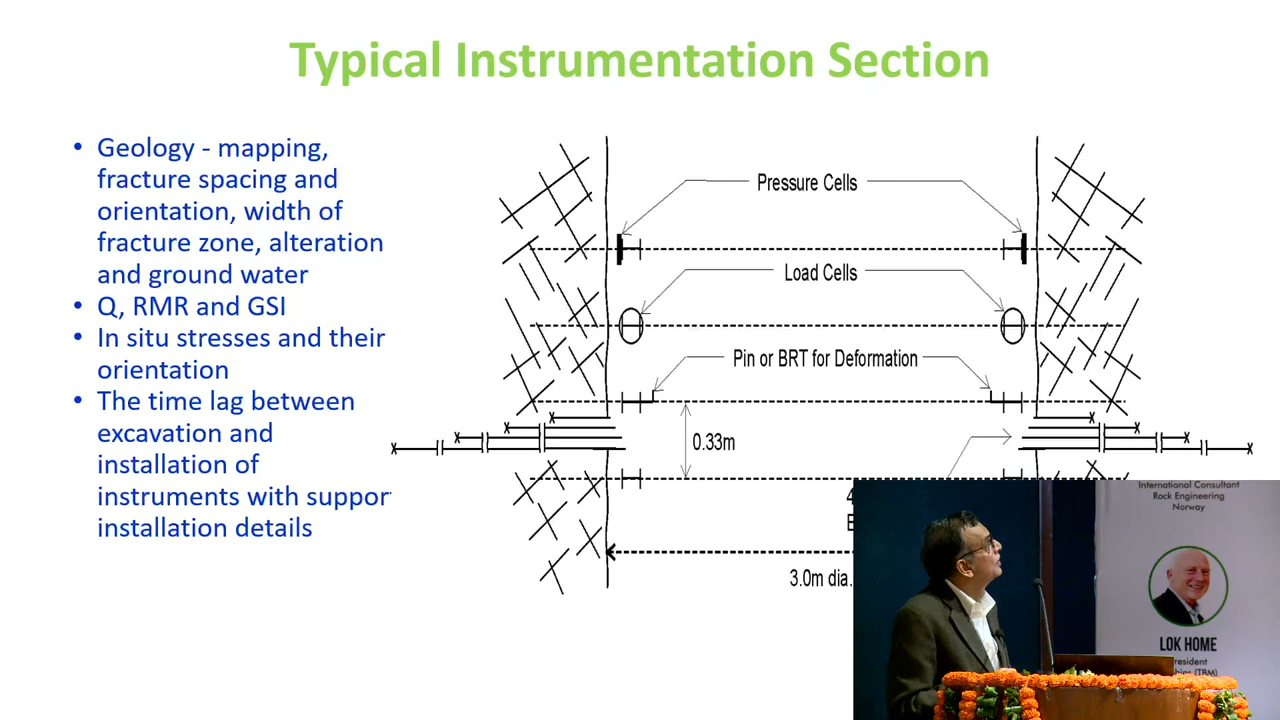 Typical Instrumentation Section
• Geology - mapping,
fracture spacing and
orientation, width of
fracture zone, alteration
and ground water
• Q, RMR and GSI
• In situ stresses and their
orientation
• The time lag between
excavation and
installation of
instruments with suppor
installation details
Pressure Cells
Load Cells
Pin or BRT for Deformation
0.33m
3.0m dia.
International Consultant
Rock Engineering
Norway
LOK HOME
resident
(TBM)